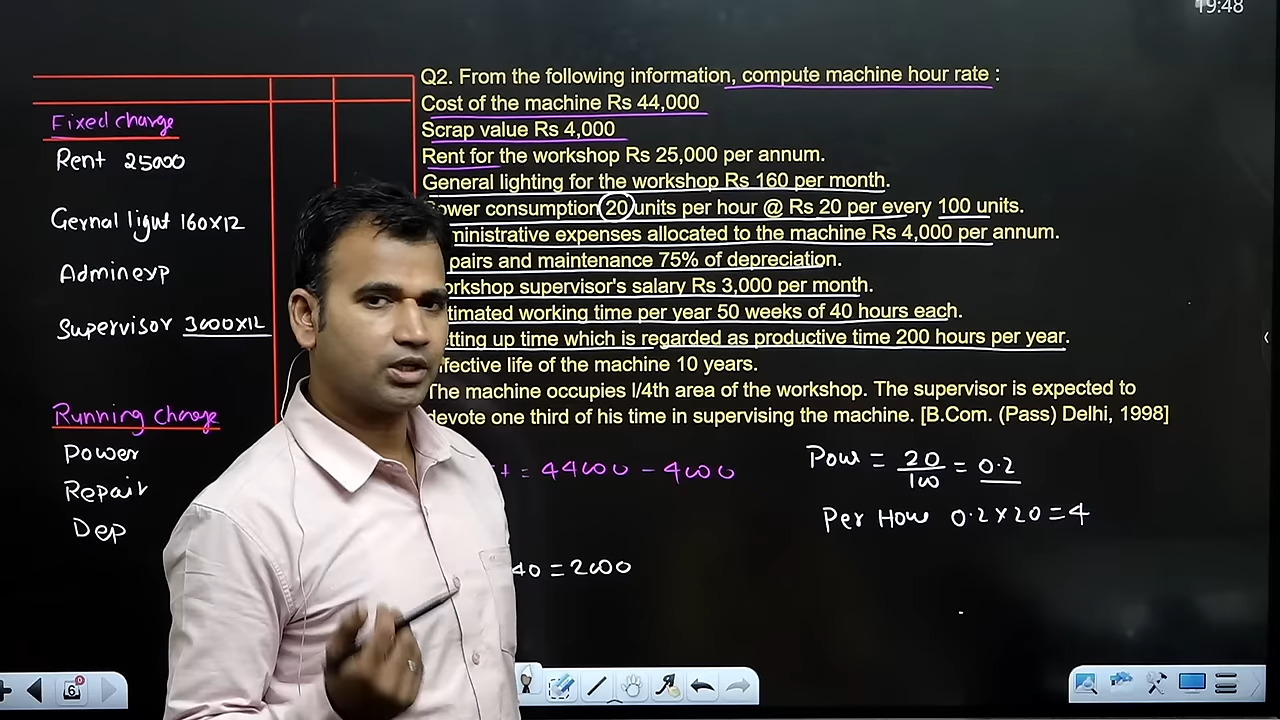 19:48
Q2. From the following information, compute machine hour rate :
Cost of the machine Rs 44,000
Scrap value Rs 4,000
Rent for the workshop Rs 25,000 per annum.
General lighting for the workshop Rs 160 per month.
ower consumption 20 units per hour @ Rs 20 per every 100 units.
ministrative expenses allocated to the machine Rs 4,000 per annum.
pairs and maintenance 75% of depreciation.
orkshop supervisor's salary Rs 3,000 per month.
timated working time per year 50 weeks of 40 hours each.
tting up time which is regarded as productive time 200 hours per year.
ffective life of the machine 10 years.
The machine occupies l/4th area of the workshop. The supervisor is expected to
devote one third of his time in supervising the machine. [B.Com. (Pass) Delhi, 1998]
Fixed charge
Rent 25000
Gernal light 160×12
Admin exp
Supervisor 3000×12
Running charge
Power
Repair
Dep
= 44000 - 4000
40 = 2000
Pow = 20/100 = 0.2
Per Hour 0.2×20=4
6
0